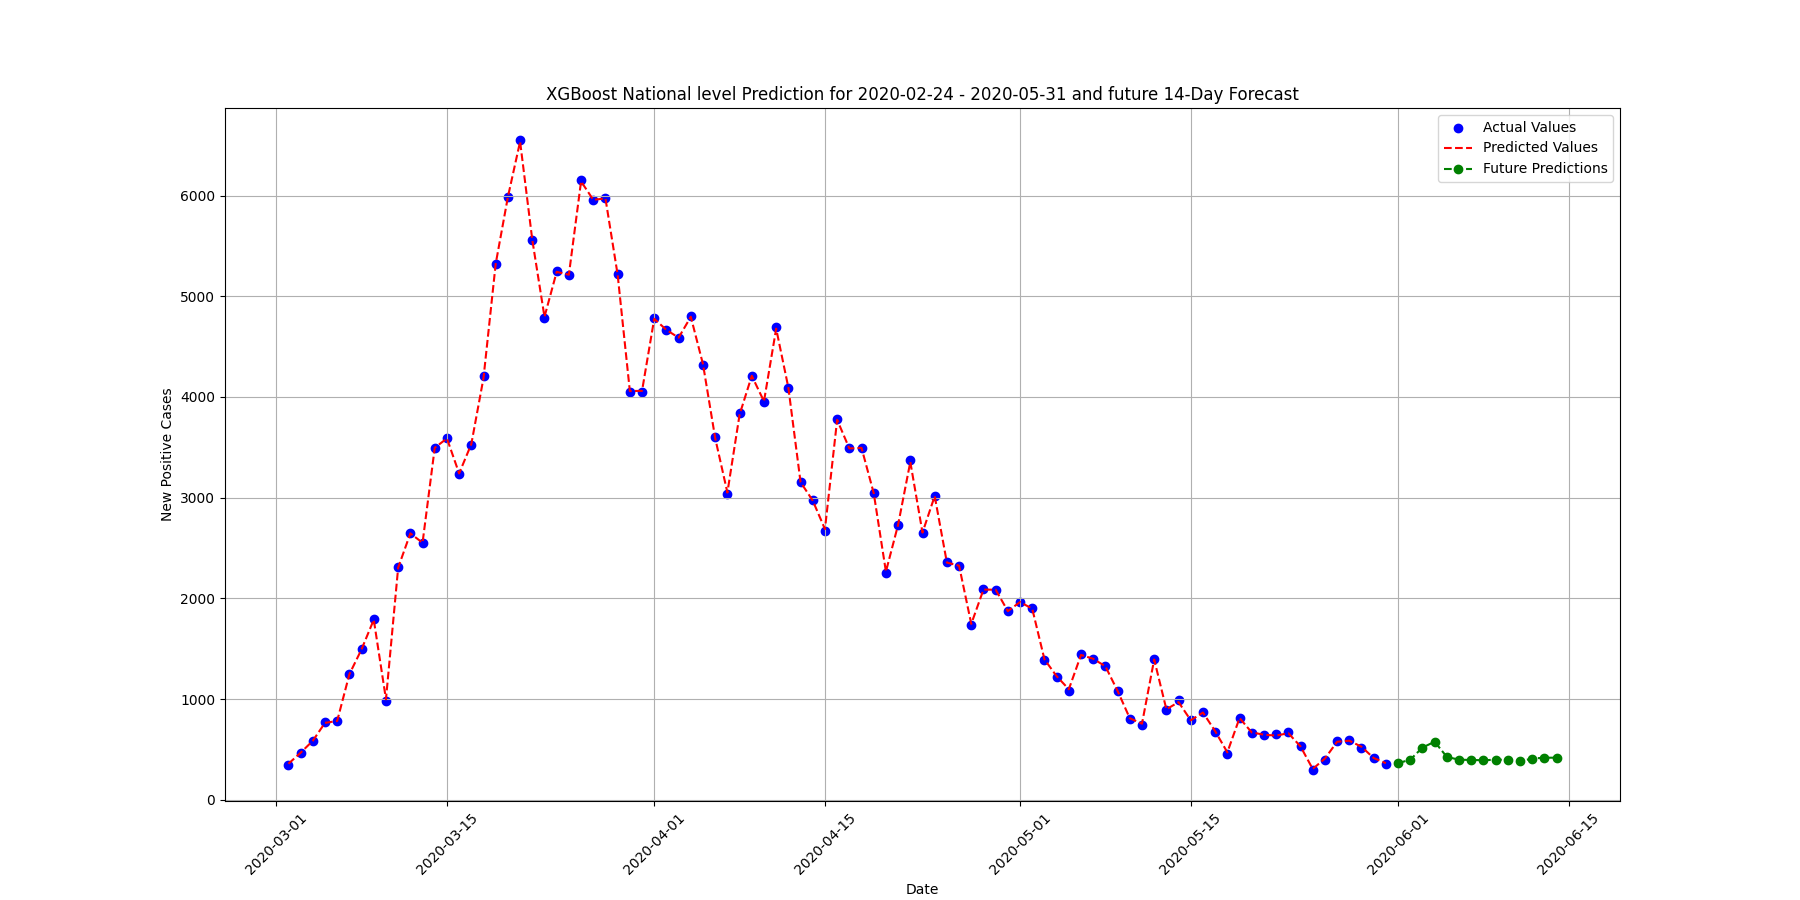 XGBoost National level Prediction for 2020-02-24 - 2020-05-31 and future 14-Day Forecast
Actual Values
Predicted Values
Future Predictions
New Positive Cases
6000
5000
4000
3000
2000
1000
0
2020-03-01
2020-03-15
2020-04-01
2020-04-15
2020-05-01
2020-05-15
2020-06-01
2020-06-15
Date